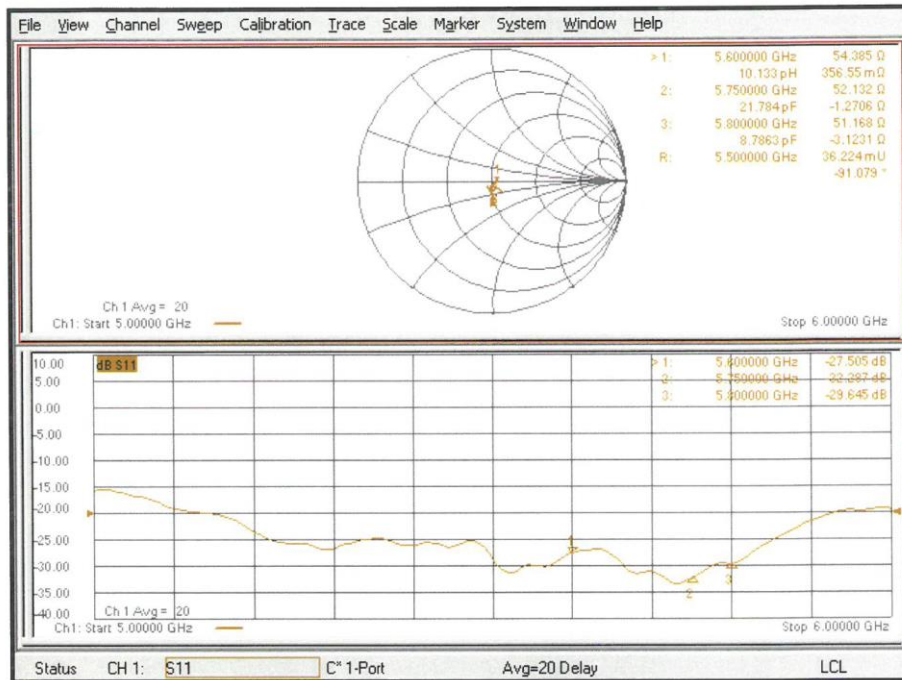 File View Channel Sweep Calibration Trace Scale Marker System Window Help
> 1: 5.600000 GHz 54.385 Ω
10.133 pH 356.55 mΩ
2: 5.750000 GHz 52.132 Ω
21.784 pF -1.2706 Ω
3: 5.800000 GHz 51.168 Ω
8.7863 pF -3.1231 Ω
R: 5.500000 GHz 36.224 mU
-91.079 °
1
R
Ch 1 Avg = 20
Ch1: Start 5.00000 GHz Stop 6.00000 GHz
10.00 dB S11 > 1: 5.600000 GHz -27.505 dB
5.00 2: 5.750000 GHz
0.00 3: 5.800000 GHz -29.645 dB
-5.00
-10.00
-15.00
-20.00
-25.00
-30.00
-35.00
-40.00
1
2
3
Ch 1 Avg = 20
Ch1: Start 5.00000 GHz Stop 6.00000 GHz
Status CH 1: S11 C* 1-Port Avg=20 Delay LCL